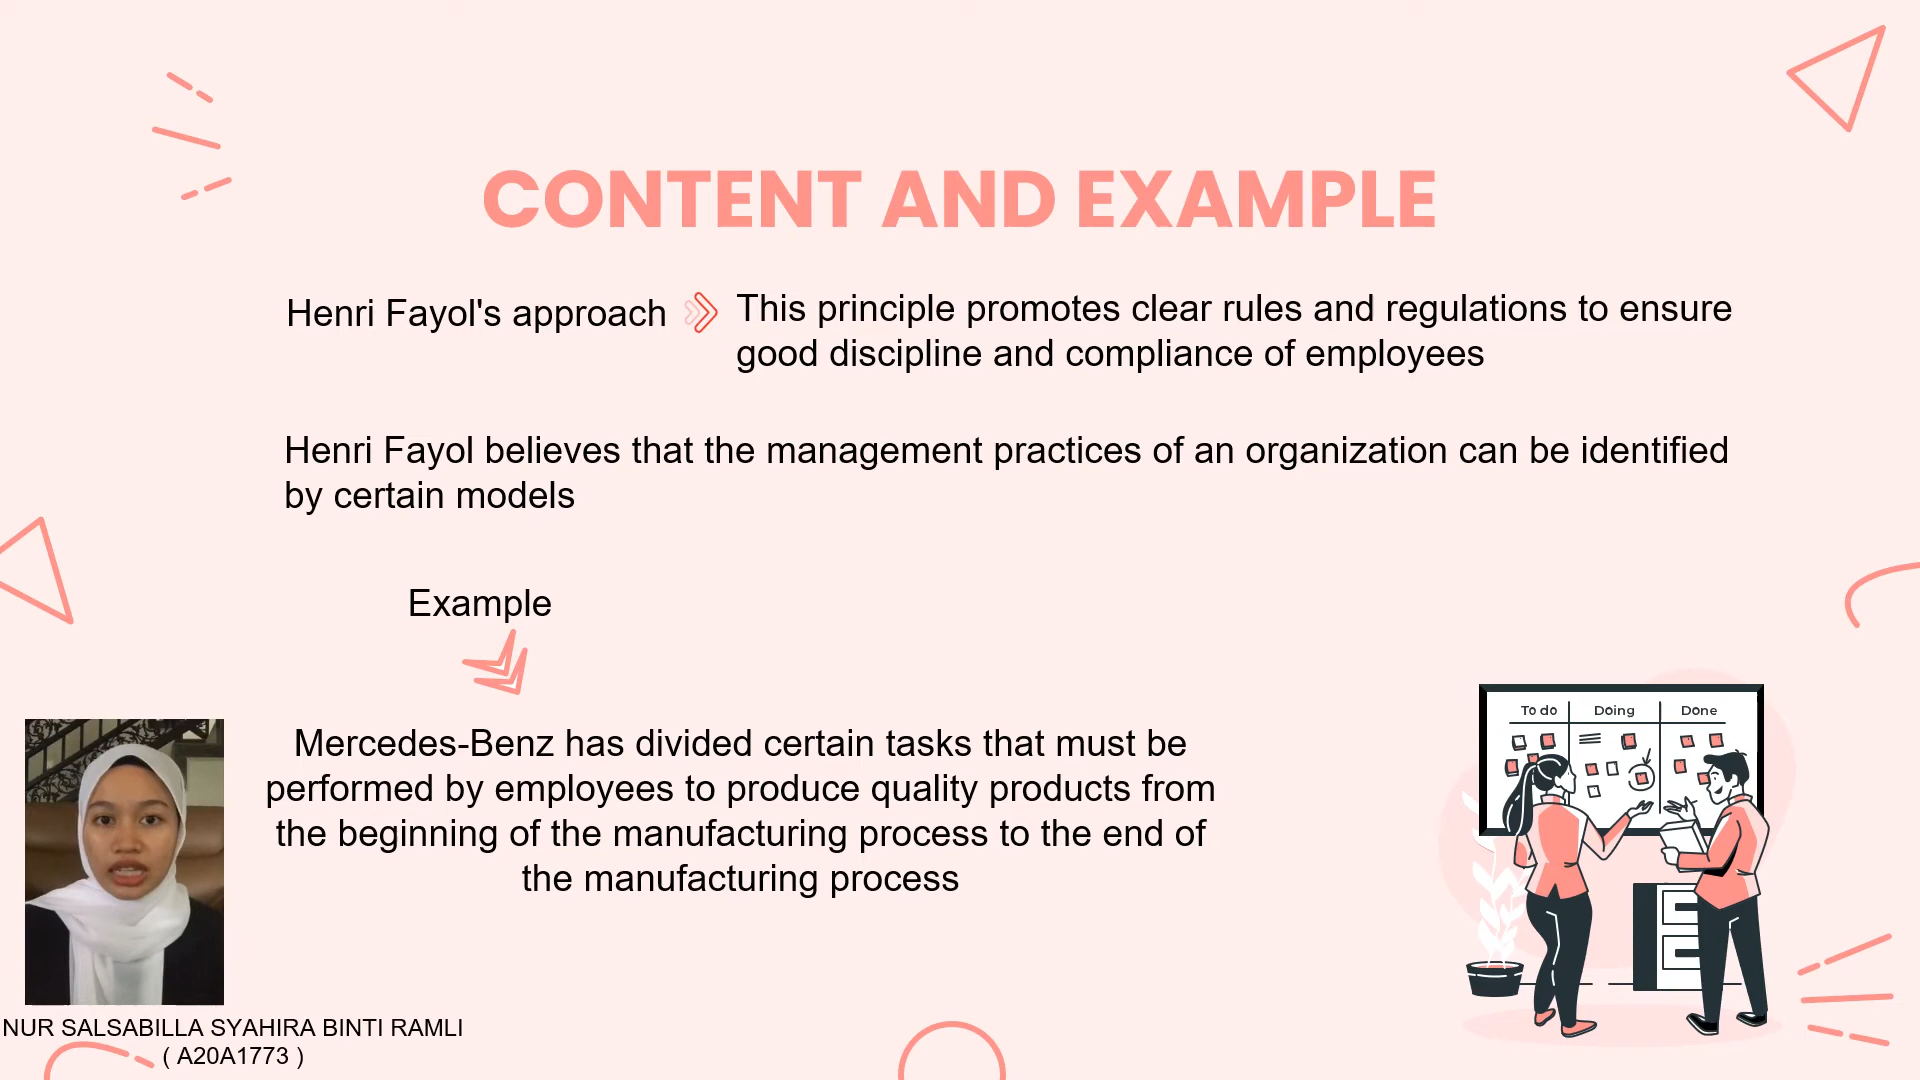 CONTENT AND EXAMPLE
Henri Fayol's approach
This principle promotes clear rules and regulations to ensure
good discipline and compliance of employees
Henri Fayol believes that the management practices of an organization can be identified
by certain models
Example
Mercedes-Benz has divided certain tasks that must be
performed by employees to produce quality products from
the beginning of the manufacturing process to the end of
the manufacturing process
To do
Doing
Done
NUR SALSABILLA SYAHIRA BINTI RAMLI
( A20A1773 )